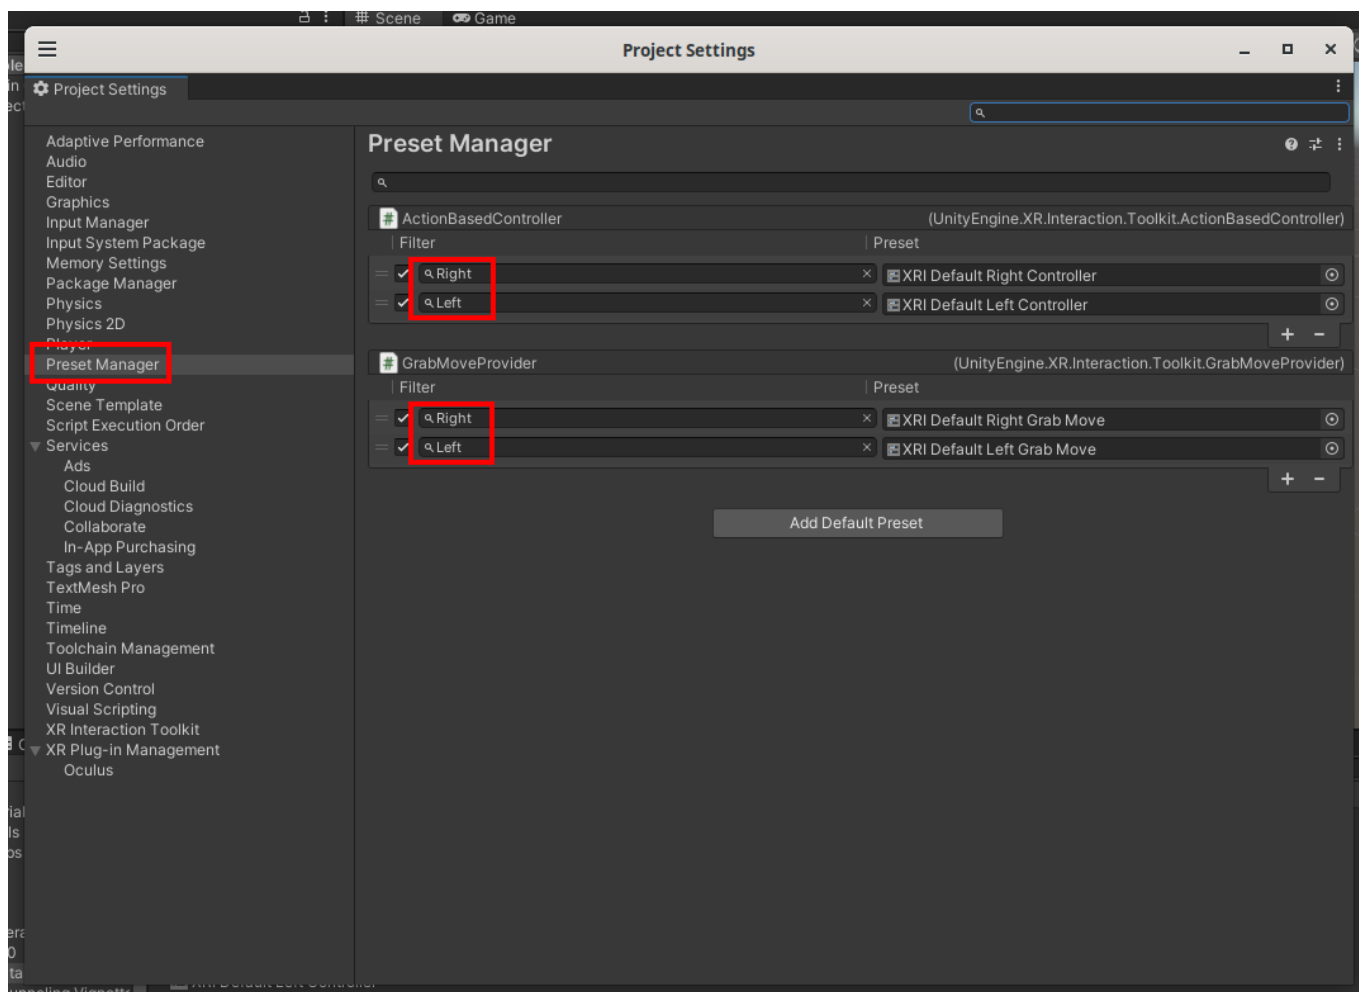 Scene Game
Project Settings
Project Settings
Adaptive Performance
Audio
Editor
Graphics
Input Manager
Input System Package
Memory Settings
Package Manager
Physics
Physics 2D
Player
Preset Manager
Quality
Scene Template
Script Execution Order
Services
Ads
Cloud Build
Cloud Diagnostics
Collaborate
In-App Purchasing
Tags and Layers
TextMesh Pro
Time
Timeline
Toolchain Management
UI Builder
Version Control
Visual Scripting
XR Interaction Toolkit
XR Plug-in Management
Oculus
Preset Manager
ActionBasedController (UnityEngine.XR.Interaction.Toolkit.ActionBasedController)
Filter Preset
Right XRI Default Right Controller
Left XRI Default Left Controller
GrabMoveProvider (UnityEngine.XR.Interaction.Toolkit.GrabMoveProvider)
Filter Preset
Right XRI Default Right Grab Move
Left XRI Default Left Grab Move
Add Default Preset